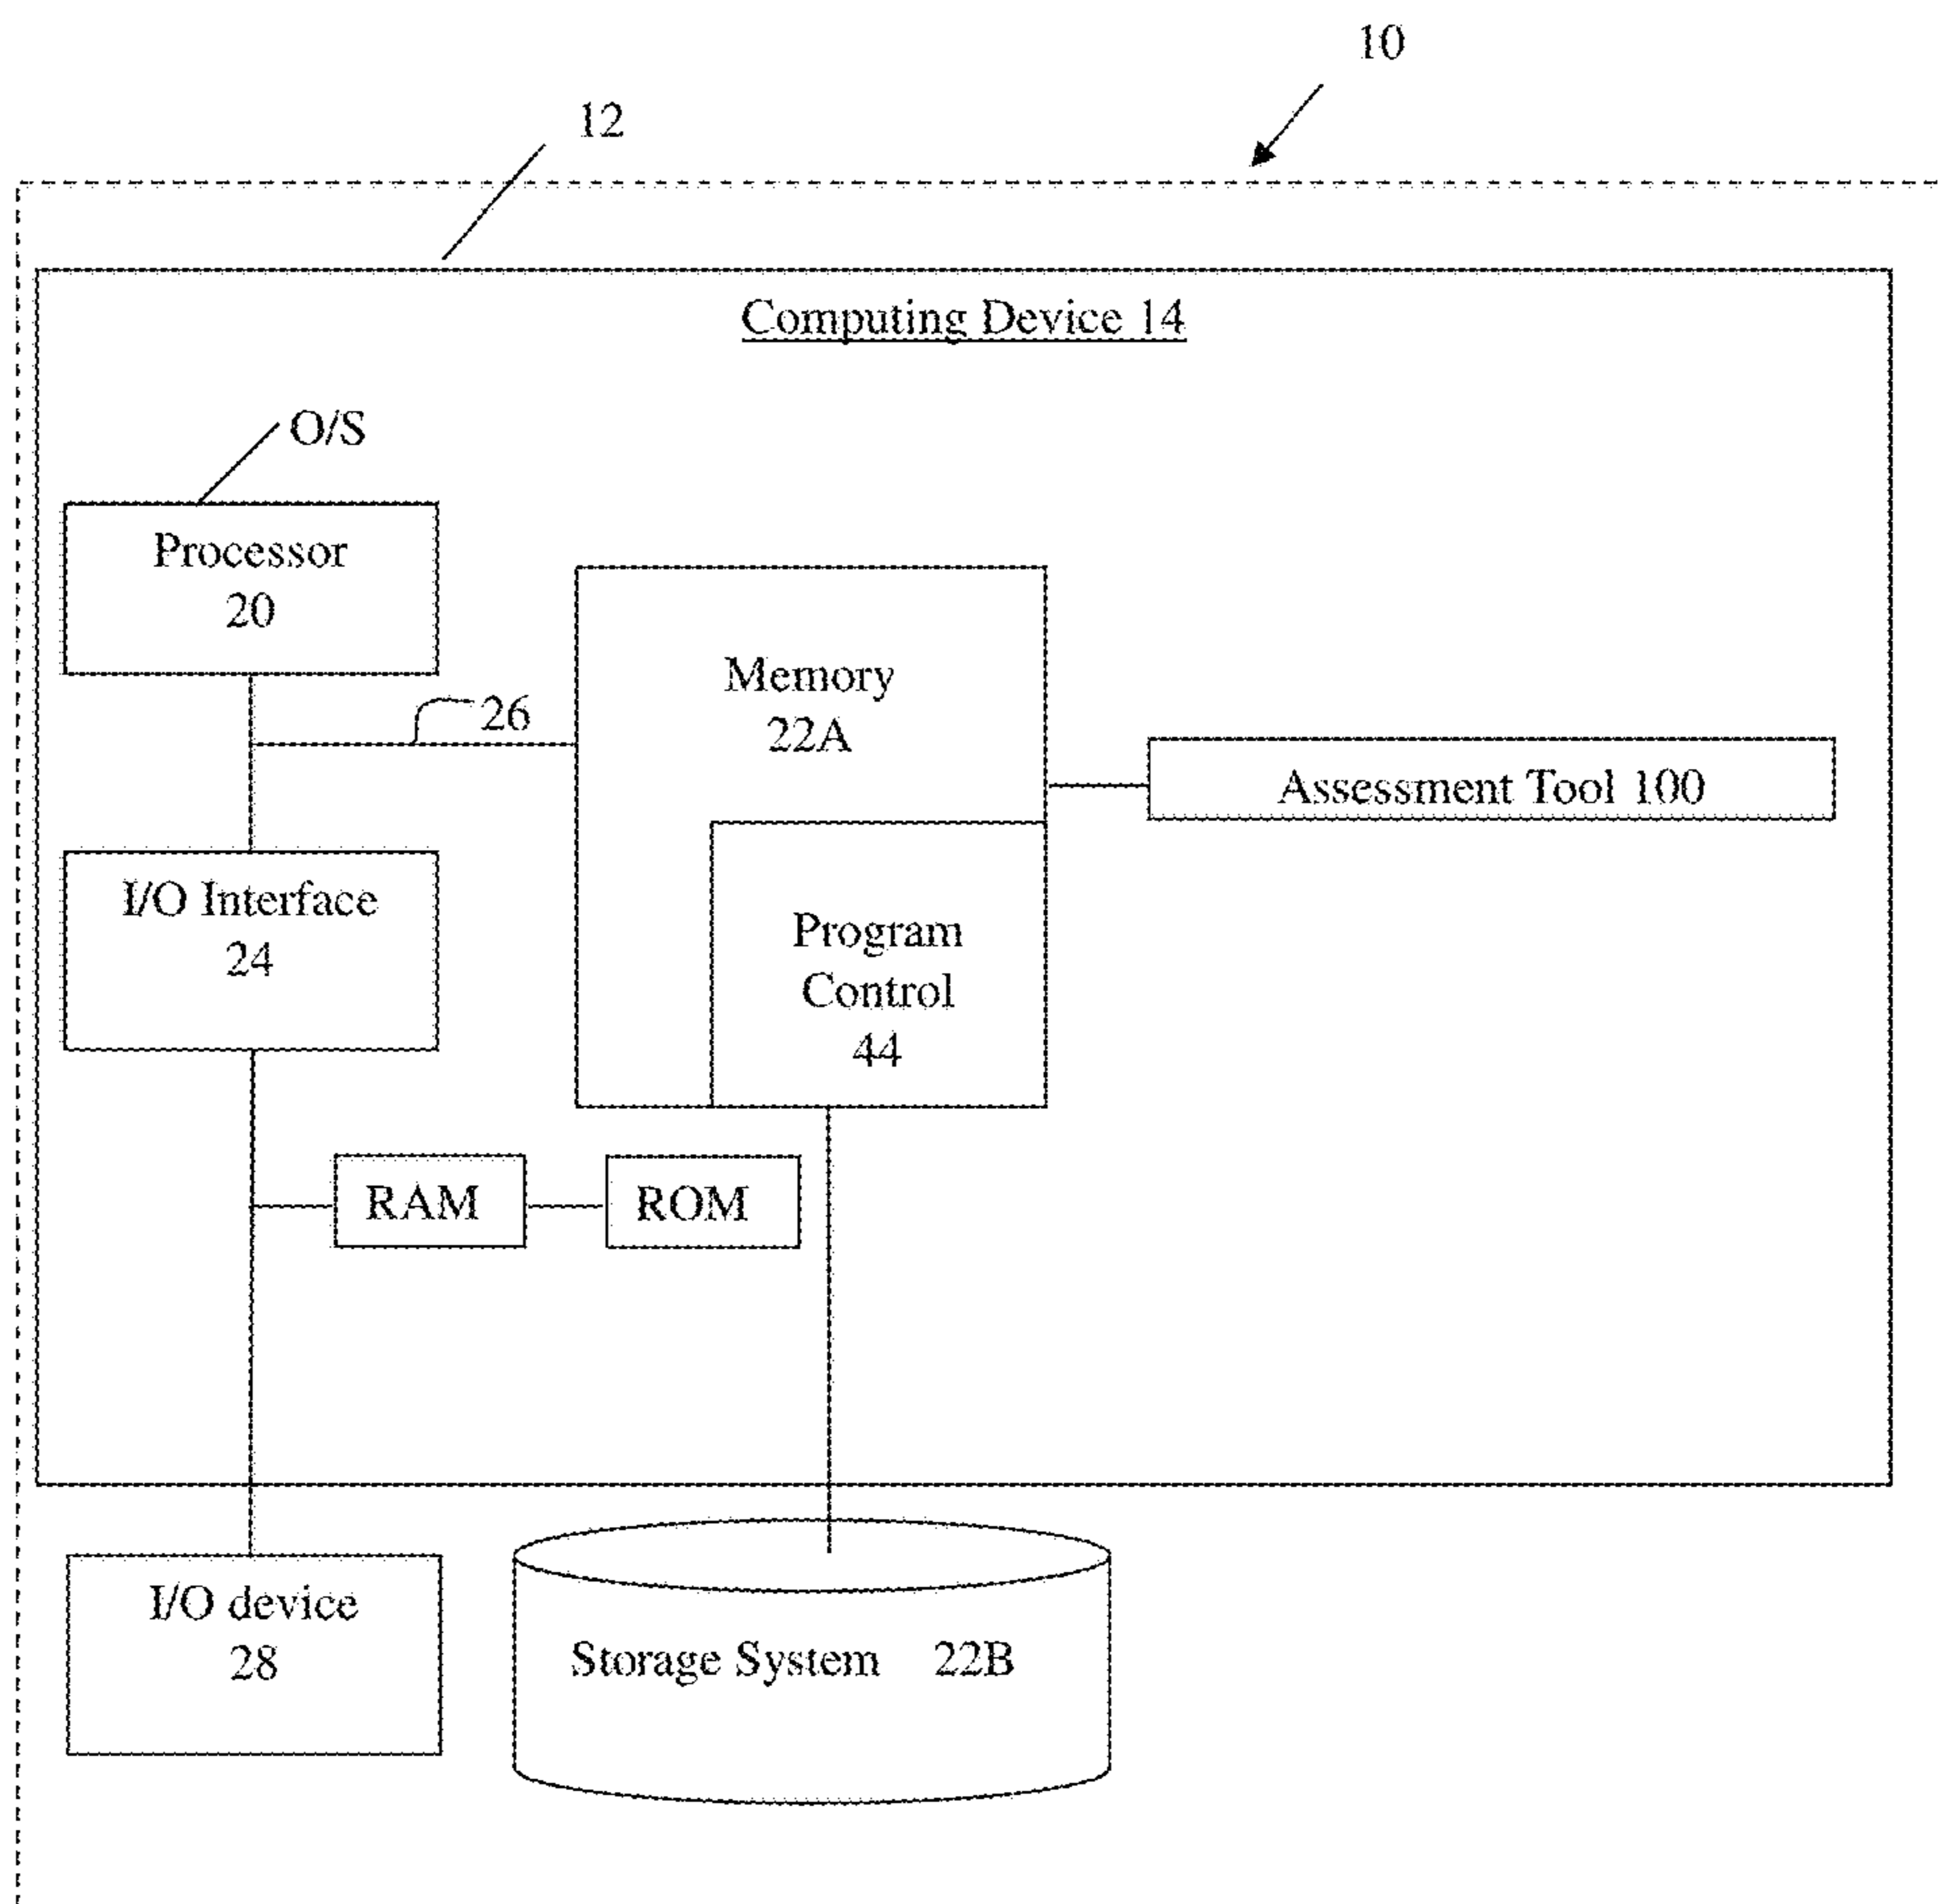 10
12
Computing Device 14
O/S
Processor
20
26
Memory
22A
Assessment Tool 100
I/O Interface
24
Program
Control
44
RAM
ROM
I/O device
28
Storage System 22B